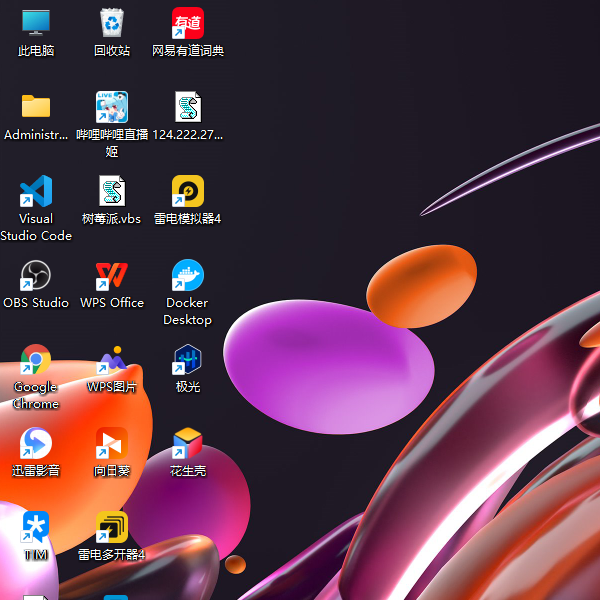 此电脑
回收站
有道
网易有道词典
Administr...
LIVE
哔哩哔哩直播
姬
124.222.27...
Visual
Studio Code
树莓派.vbs
雷电模拟器4
OBS Studio
WPS Office
Docker
Desktop
Google
Chrome
WPS图片
极光
迅雷影音
向日葵
花生壳
TIM
雷电多开器4